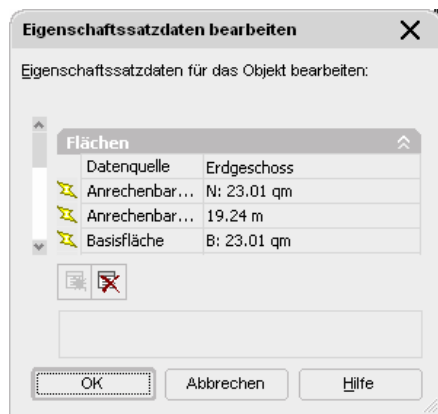 Eigenschaftssatzdaten bearbeiten
Eigenschaftssatzdaten für das Objekt bearbeiten:
Flächen
Datenquelle Erdgeschoss
Anrechenbar... N: 23.01 qm
Anrechenbar... 19.24 m
Basisfläche B: 23.01 qm
OK Abbrechen Hilfe